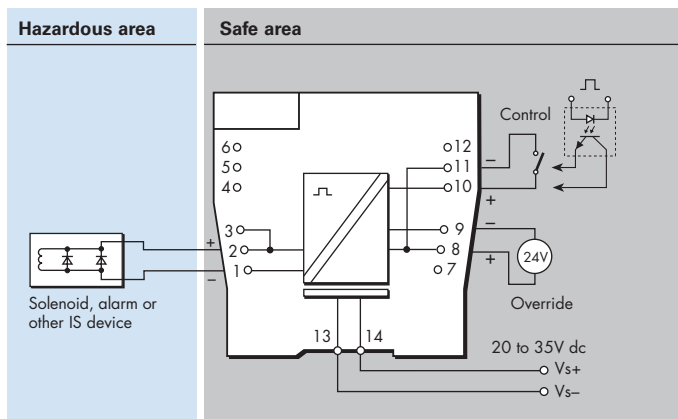 Hazardous area
Safe area
Control
6
5
4
3
2
1
+
–
12
11
10
9
8
7
–
+
–
+
24V
Override
Solenoid, alarm or
other IS device
13
14
20 to 35V dc
Vs+
Vs–